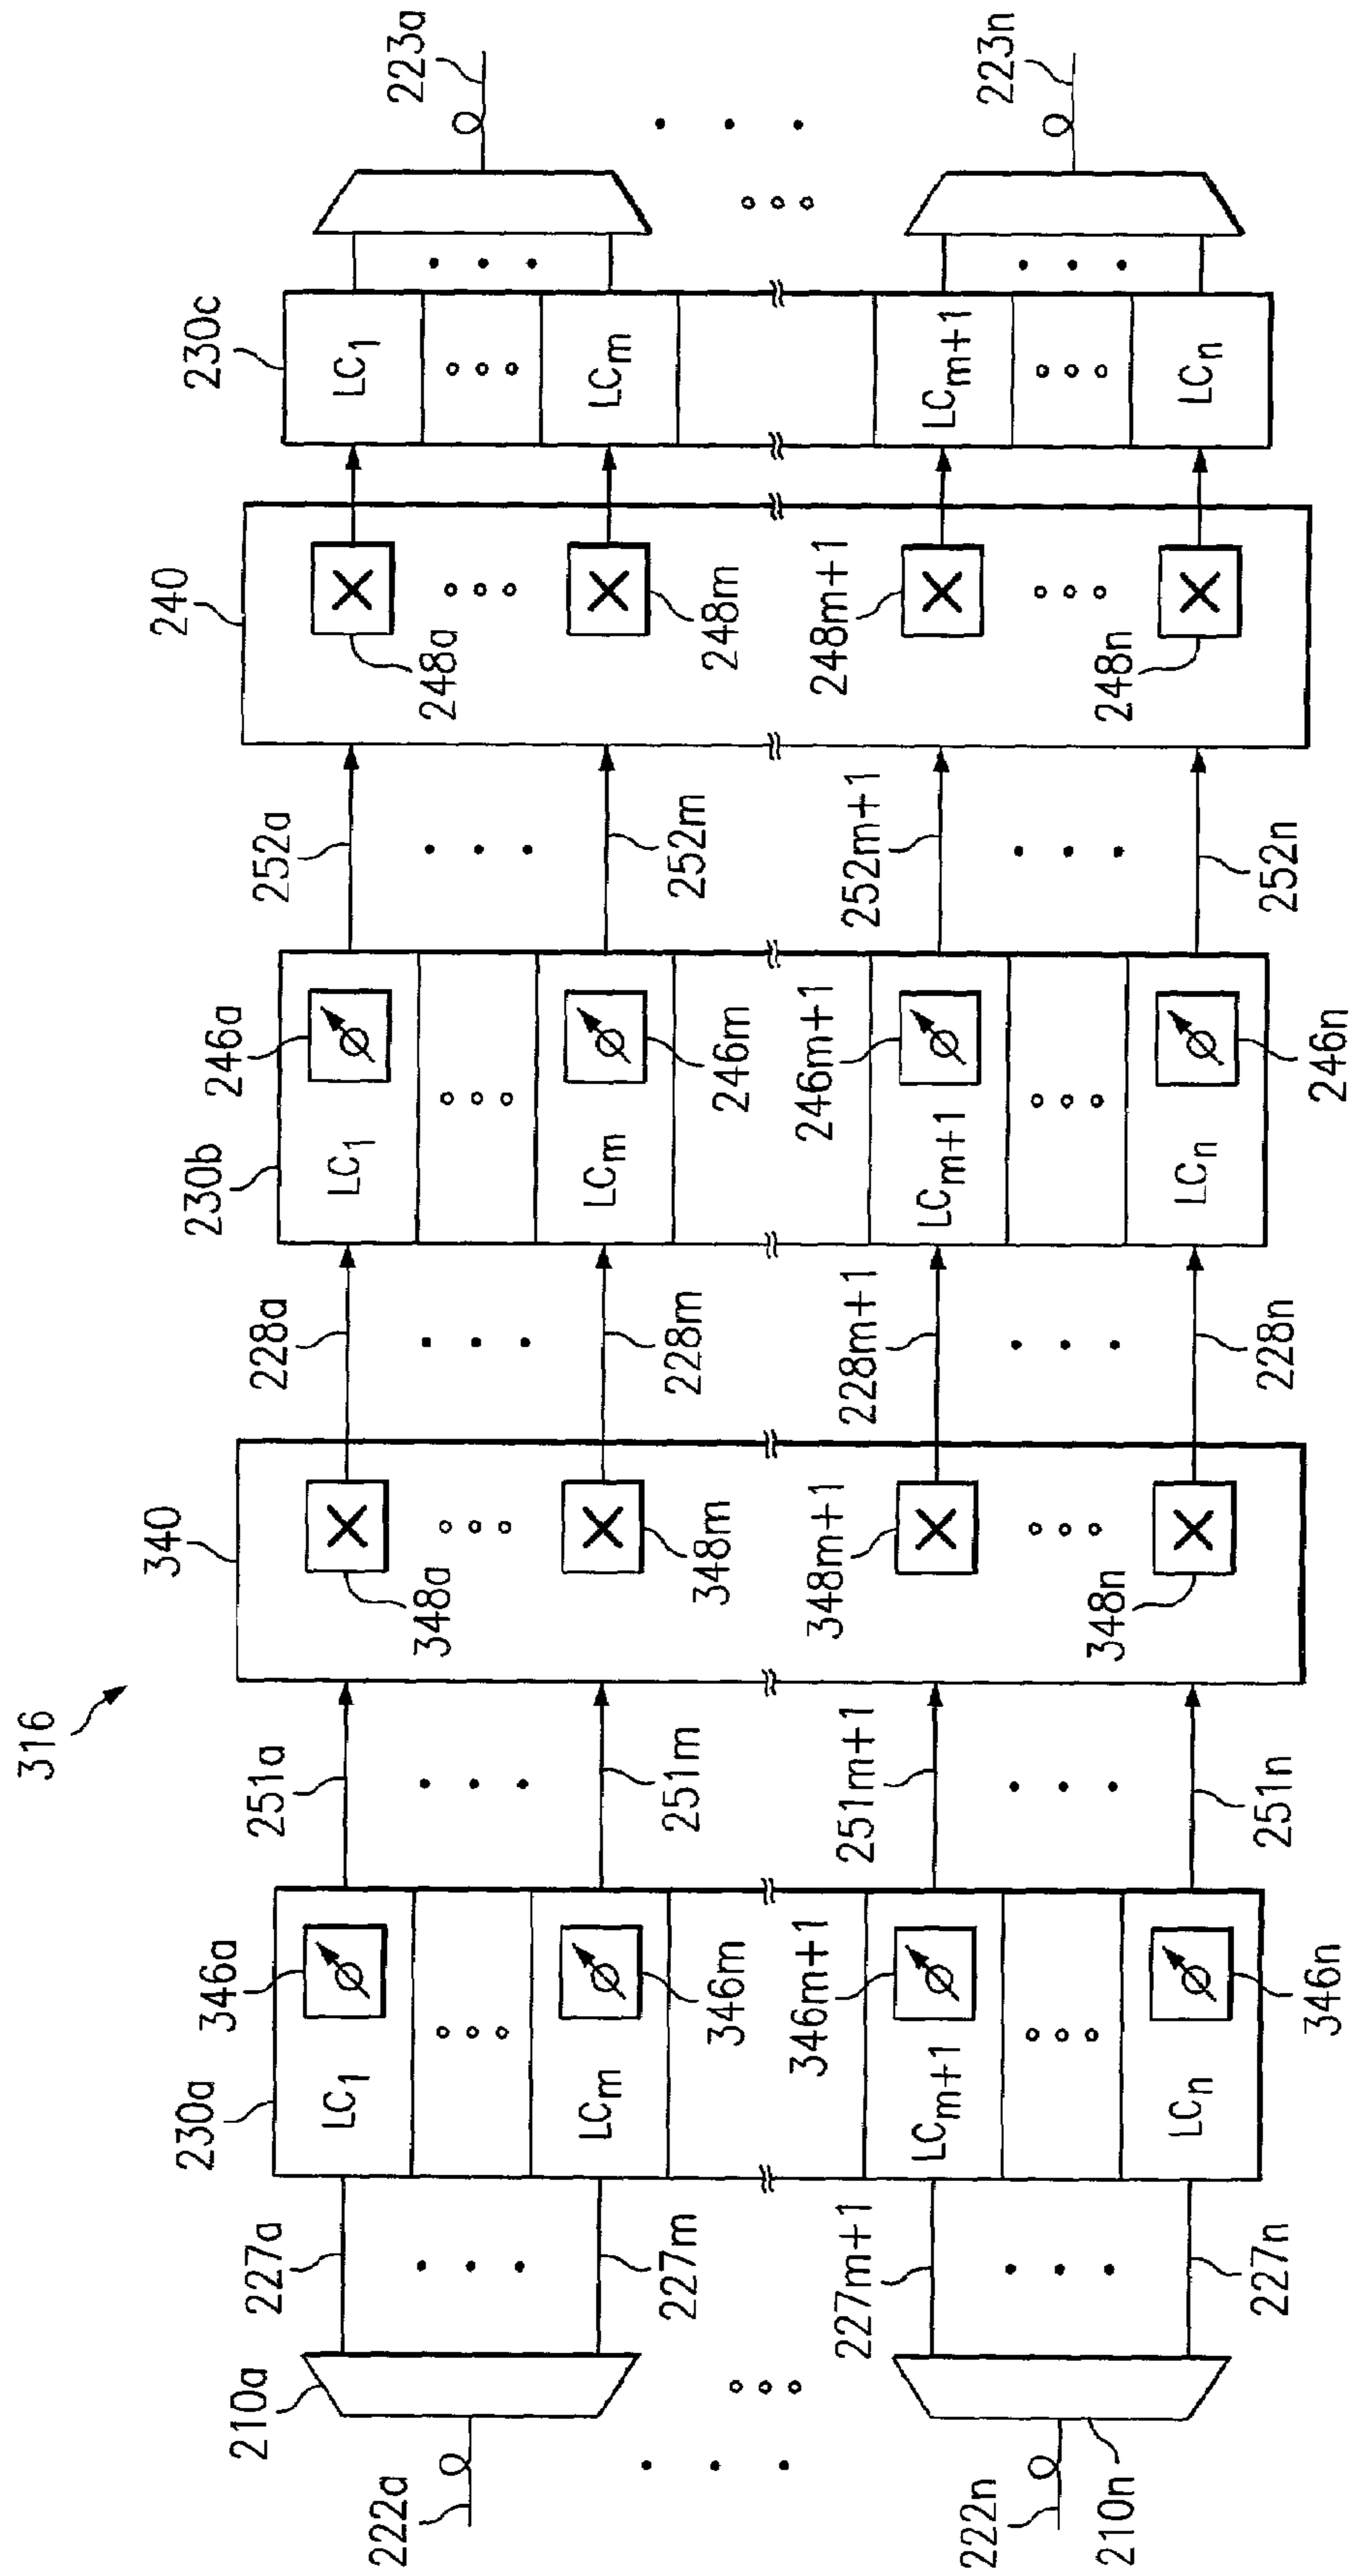 316
222a
210a
227a
227m
222n
210n
227m+1
227n
230a
LC1
346a
LCm
346m
LCm+1
346m+1
LCn
346n
251a
251m
251m+1
251n
340
348a
348m
348m+1
348n
228a
228m
228m+1
228n
230b
LC1
246a
LCm
246m
LCm+1
246m+1
LCn
246n
252a
252m
252m+1
252n
240
248a
248m
248m+1
248n
230c
LC1
LCm
LCm+1
LCn
223a
223n